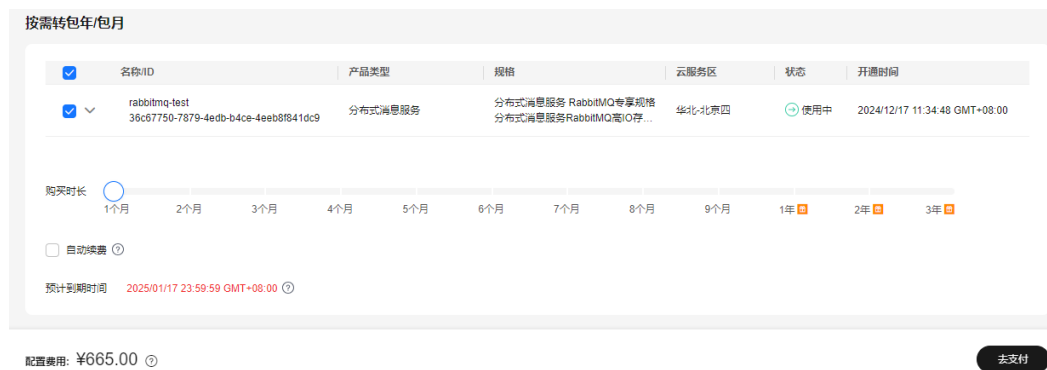 按需转包年/包月
名称/ID 产品类型 规格 云服务区 状态 开通时间
rabbitmq-test
36c67750-7879-4edb-b4ce-4eeb8f841dc9
分布式消息服务
分布式消息服务 RabbitMQ专享规格
分布式消息服务RabbitMQ高IO存...
华北-北京四
使用中
2024/12/17 11:34:48 GMT+08:00
购买时长
1个月 2个月 3个月 4个月 5个月 6个月 7个月 8个月 9个月 1年 2年 3年
自动续费 ?
预计到期时间 2025/01/17 23:59:59 GMT+08:00 ?
配置费用: ¥665.00 ?
去支付